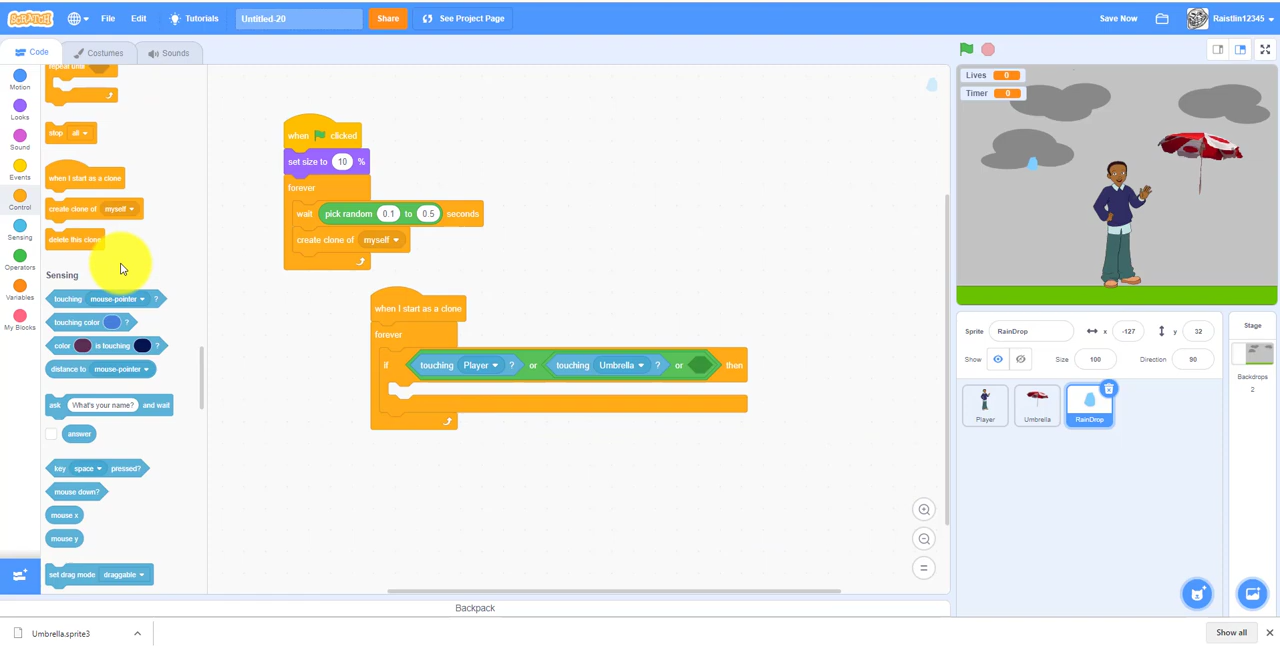 SCRATCH File Edit Tutorials Untitled-20 Share See Project Page Save Now Raistlin12345
Code Costumes Sounds
Motion
Looks
Sound
Events
Control
Sensing
Operators
Variables
My Blocks
repeat until
stop all
when I start as a clone
create clone of myself
delete this clone
Sensing
touching mouse-pointer ?
touching color ?
color is touching ?
distance to mouse-pointer
ask What's your name? and wait
answer
key space pressed?
mouse down?
mouse x
mouse y
set drag mode draggable
when clicked
set size to 10 %
forever
wait pick random 0.1 to 0.5 seconds
create clone of myself
when I start as a clone
forever
if touching Player ? or touching Umbrella ? or then
Lives 0
Timer 0
Sprite RainDrop x -127 y 32
Show Size 100 Direction 90
Player Umbrella RainDrop
Stage
Backdrops
2
Backpack
Umbrella.sprite3 Show all